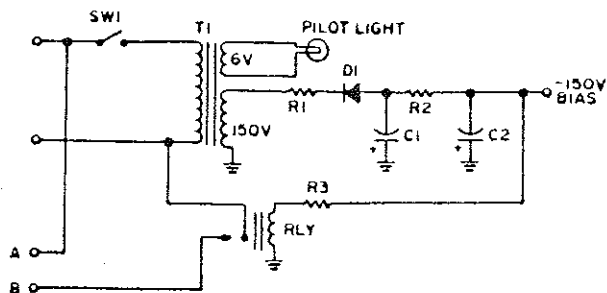 SW1
T1
PILOT LIGHT
6V
D1
-150V
BIAS
R1
R2
150V
+
C1
+
C2
R3
RLY
A
B